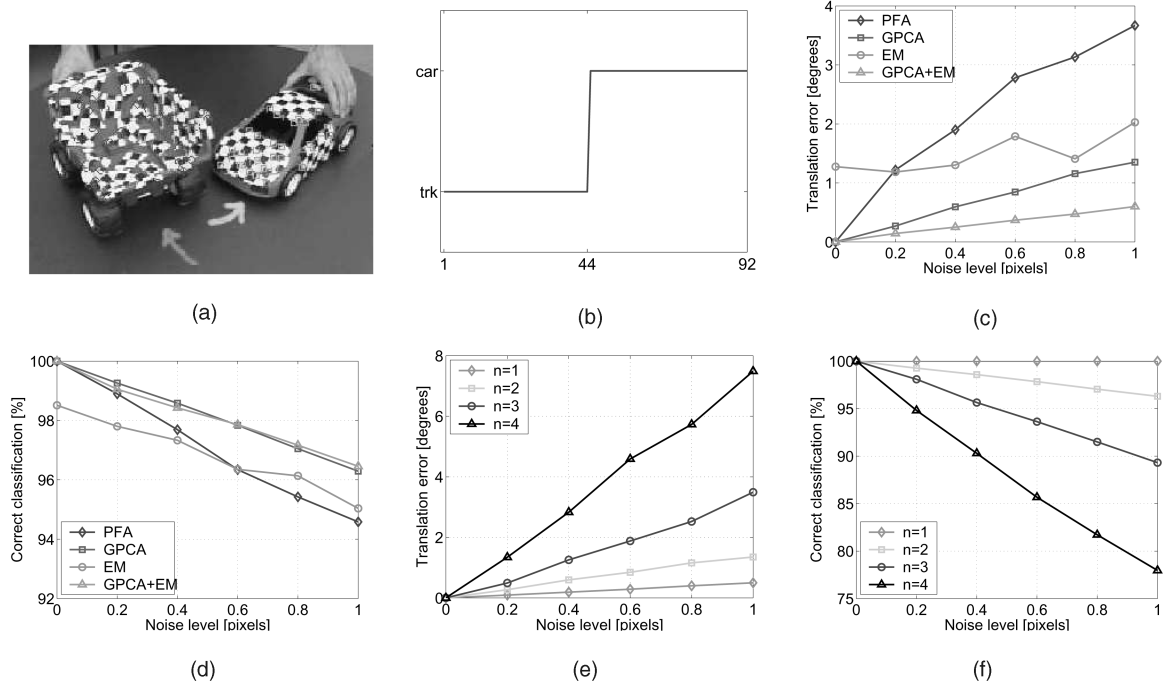 (a)
car
trk
1 44 92
(b)
Translation error [degrees]
4
3
2
1
0
PFA
GPCA
EM
GPCA+EM
0 0.2 0.4 0.6 0.8 1
Noise level [pixels]
(c)
Correct classification [%]
100
98
96
94
92
PFA
GPCA
EM
GPCA+EM
0 0.2 0.4 0.6 0.8 1
Noise level [pixels]
(d)
Translation error [degrees]
8
6
4
2
0
n=1
n=2
n=3
n=4
0 0.2 0.4 0.6 0.8 1
Noise level [pixels]
(e)
Correct classification [%]
100
95
90
85
80
75
n=1
n=2
n=3
n=4
0 0.2 0.4 0.6 0.8 1
Noise level [pixels]
(f)